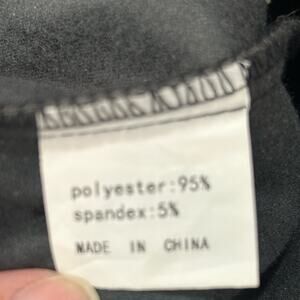 polyester:95%
spandex:5%
MADE IN CHINA